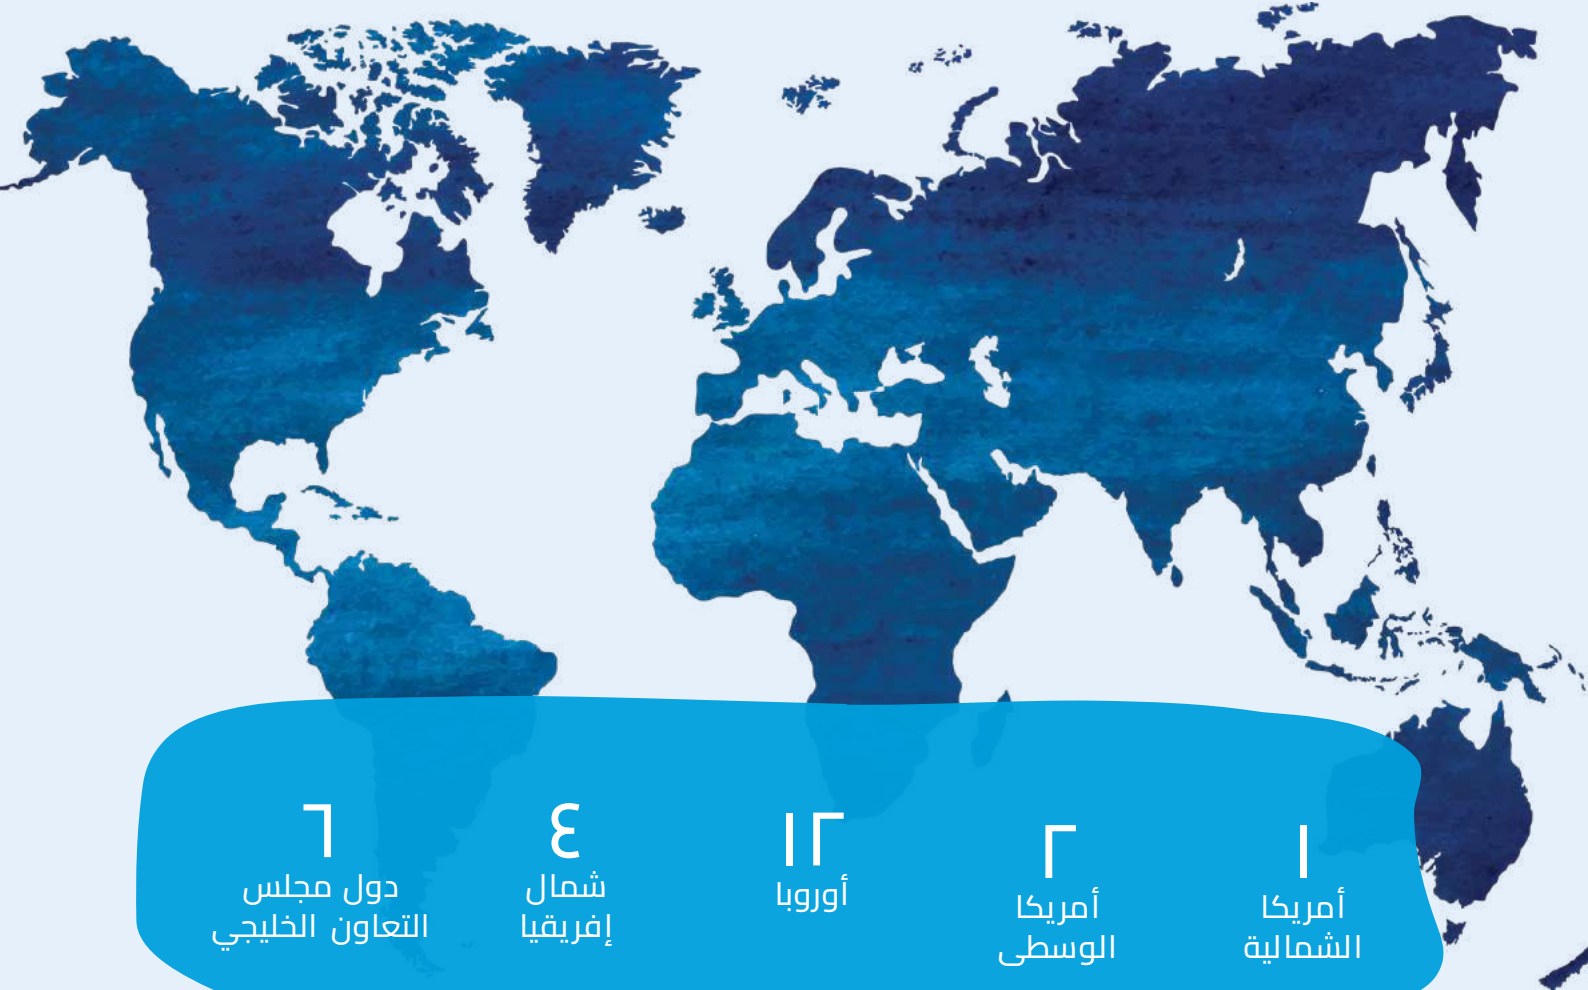 ١
أمريكا
الشمالية
٢
أمريكا
الوسطى
١٢
أوروبا
٤
شمال
إفريقيا
٦
دول مجلس
التعاون الخليجي